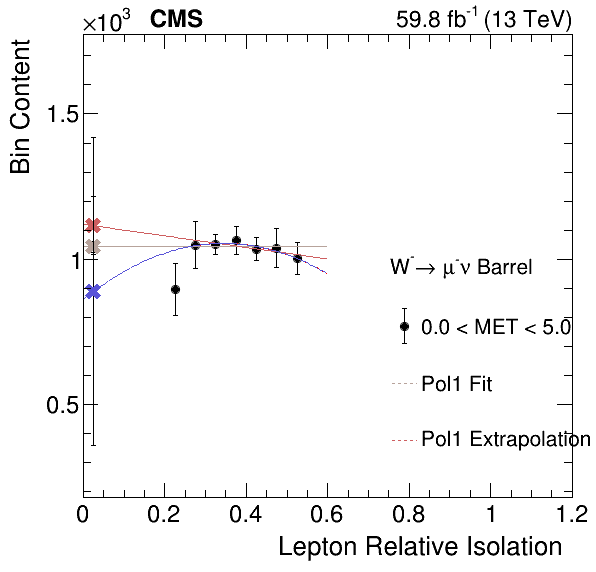 ×10³ CMS 59.8 fb⁻¹ (13 TeV)
Bin Content
1.5
1
0.5
W⁻→ μ⁻ν Barrel
0.0 < MET < 5.0
Pol1 Fit
Pol1 Extrapolation
0 0.2 0.4 0.6 0.8 1 1.2
Lepton Relative Isolation